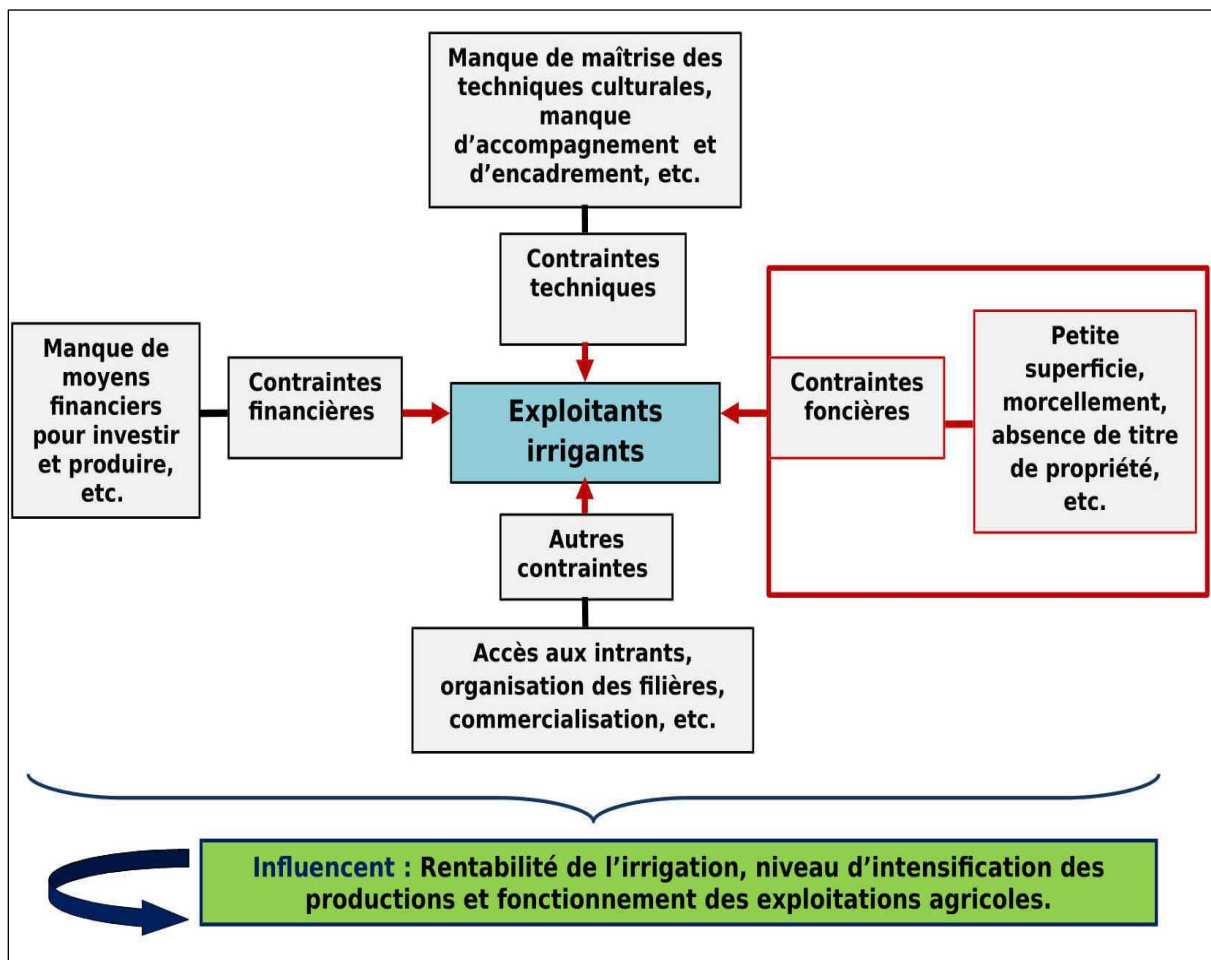 Manque de maîtrise des
techniques culturales,
manque
d’accompagnement et
d’encadrement, etc.
Contraintes
techniques
Manque de
moyens
financiers
pour investir
et produire,
etc.
Contraintes
financières
Exploitants
irrigants
Contraintes
foncières
Petite
superficie,
morcellement,
absence de titre
de propriété,
etc.
Autres
contraintes
Accès aux intrants,
organisation des filières,
commercialisation, etc.
Influencent : Rentabilité de l’irrigation, niveau d’intensification des
productions et fonctionnement des exploitations agricoles.